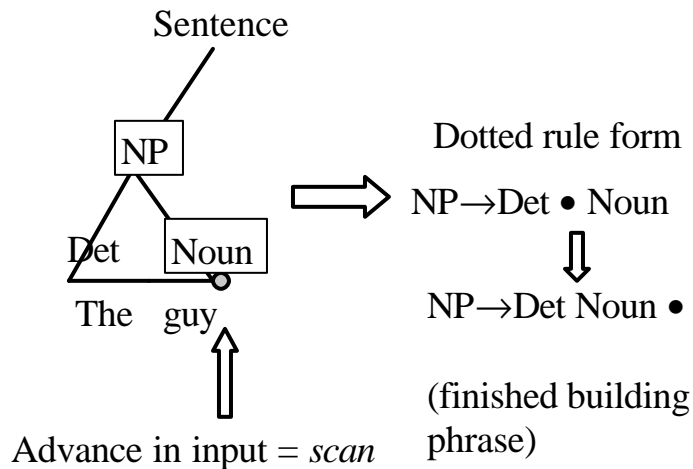 Sentence
NP
Det Noun
The guy
Advance in input = scan
Dotted rule form
NP→Det • Noun
NP→Det Noun •
(finished building
phrase)